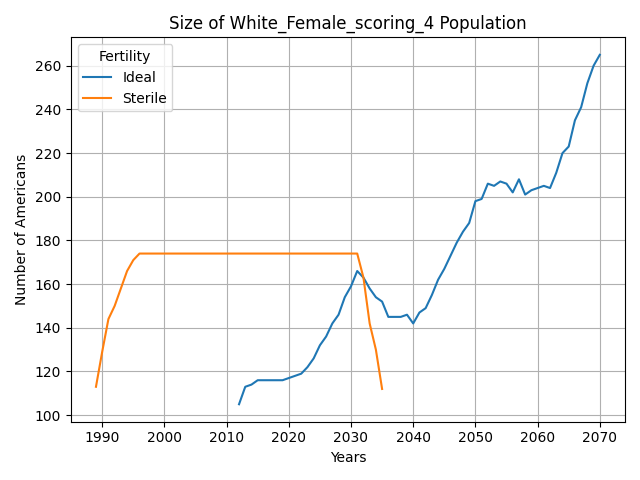 Size of White_Female_scoring_4 Population
Fertility
Ideal
Sterile
Number of Americans
260
240
220
200
180
160
140
120
100
1990 2000 2010 2020 2030 2040 2050 2060 2070
Years